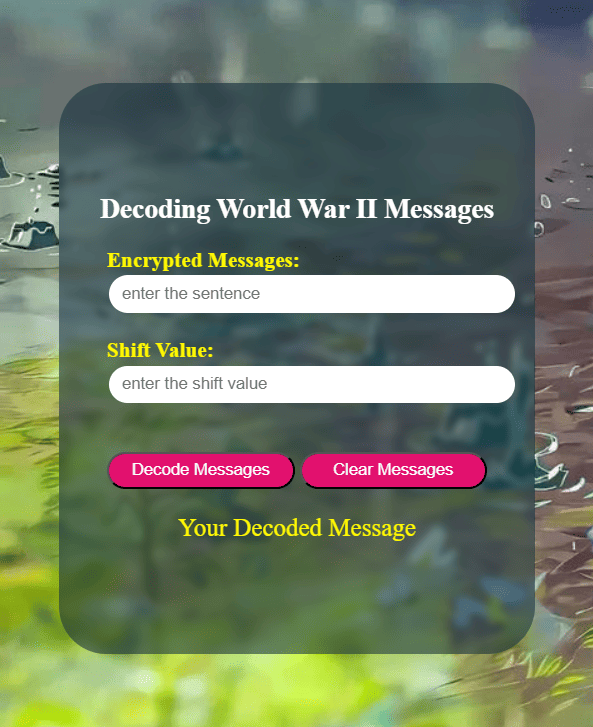 Decoding World War II Messages
Encrypted Messages:
enter the sentence
Shift Value:
enter the shift value
Decode Messages Clear Messages
Your Decoded Message